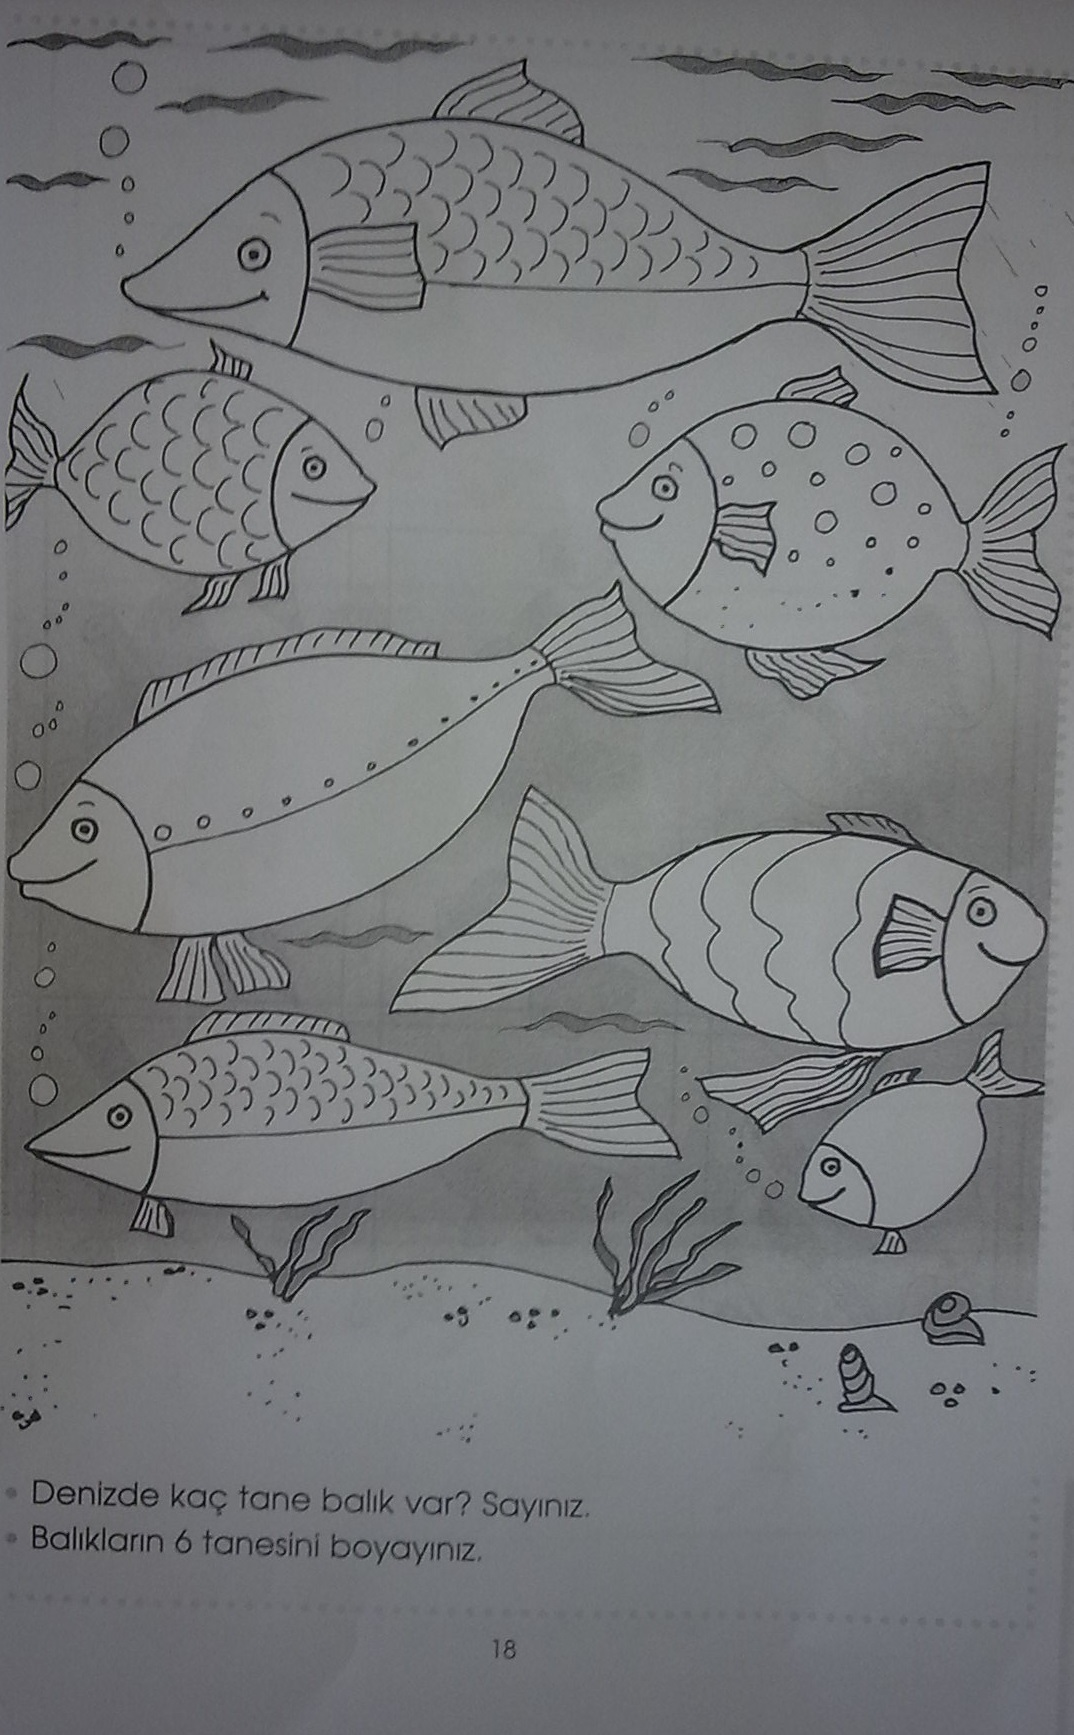 Denizde kaç tane balık var? Sayınız.
Balıkların 6 tanesini boyayınız.
18